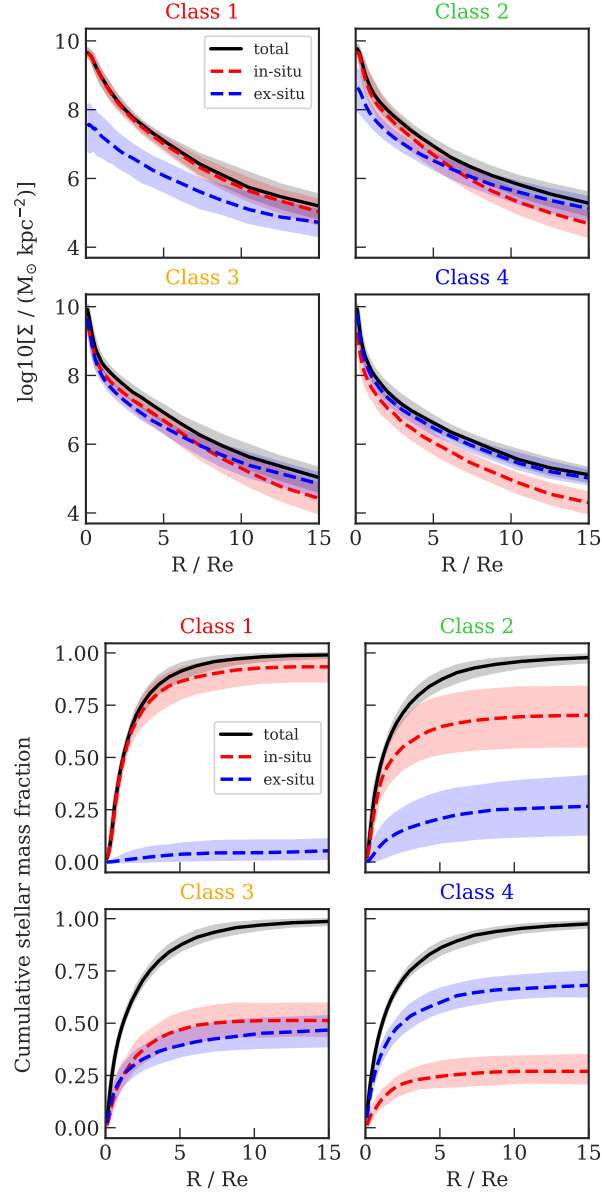 Class 1
Class 2
10
8
6
4
total
in-situ
ex-situ
Class 3
Class 4
10
8
6
4
0
5
10
15
0
5
10
15
R / Re
R / Re
log10[Σ / (M⊙ kpc⁻²)]
Class 1
Class 2
1.00
0.75
0.50
0.25
0.00
total
in-situ
ex-situ
Class 3
Class 4
1.00
0.75
0.50
0.25
0.00
0
5
10
15
0
5
10
15
R / Re
R / Re
Cumulative stellar mass fraction